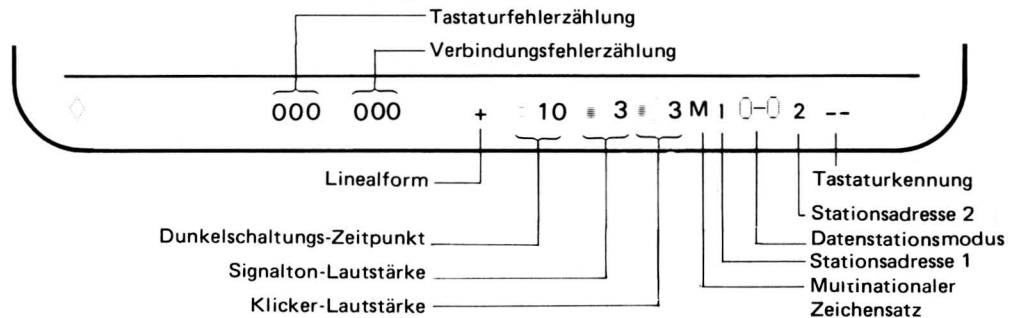 Tastaturfehlerzählung
Verbindungsfehlerzählung
000 000 + 10 3 3 M 1 0-0 2 --
Linealform
Tastaturkennung
Stationsadresse 2
Dunkelschaltungs-Zeitpunkt
Datenstationsmodus
Stationsadresse 1
Signalton-Lautstärke
Multinationaler
Klicker-Lautstärke
Zeichensatz